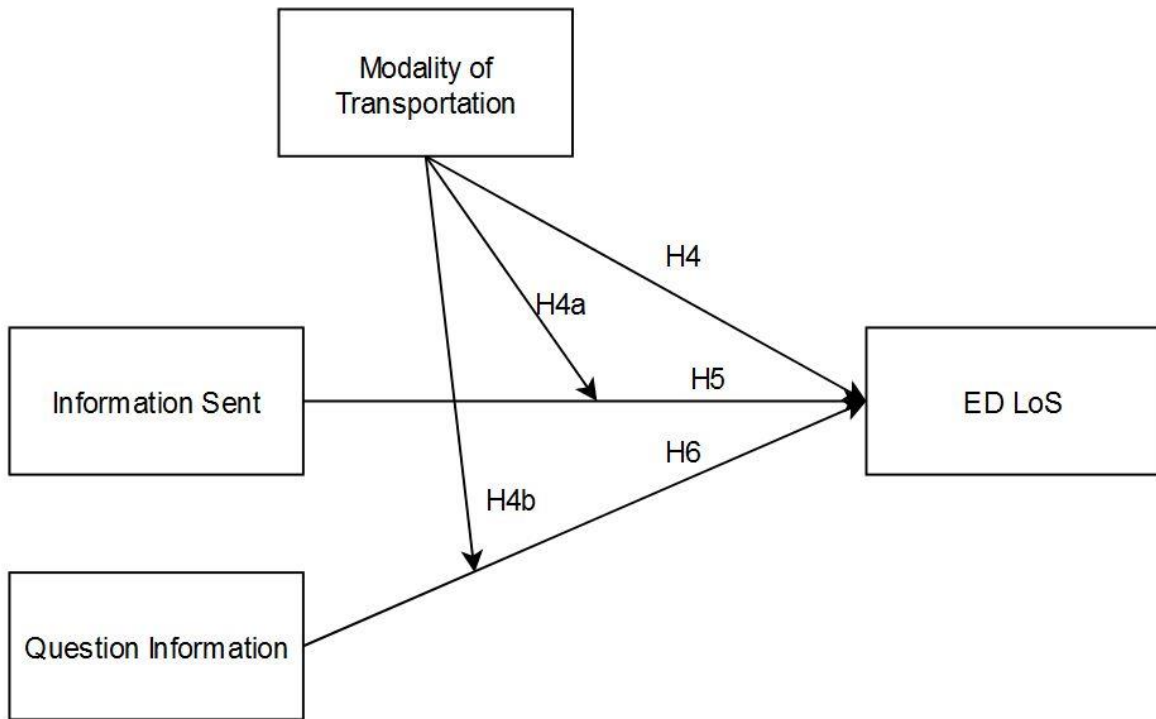 Modality of
Transportation
H4
H4a
H5
Information Sent
ED LoS
H6
H4b
Question Information